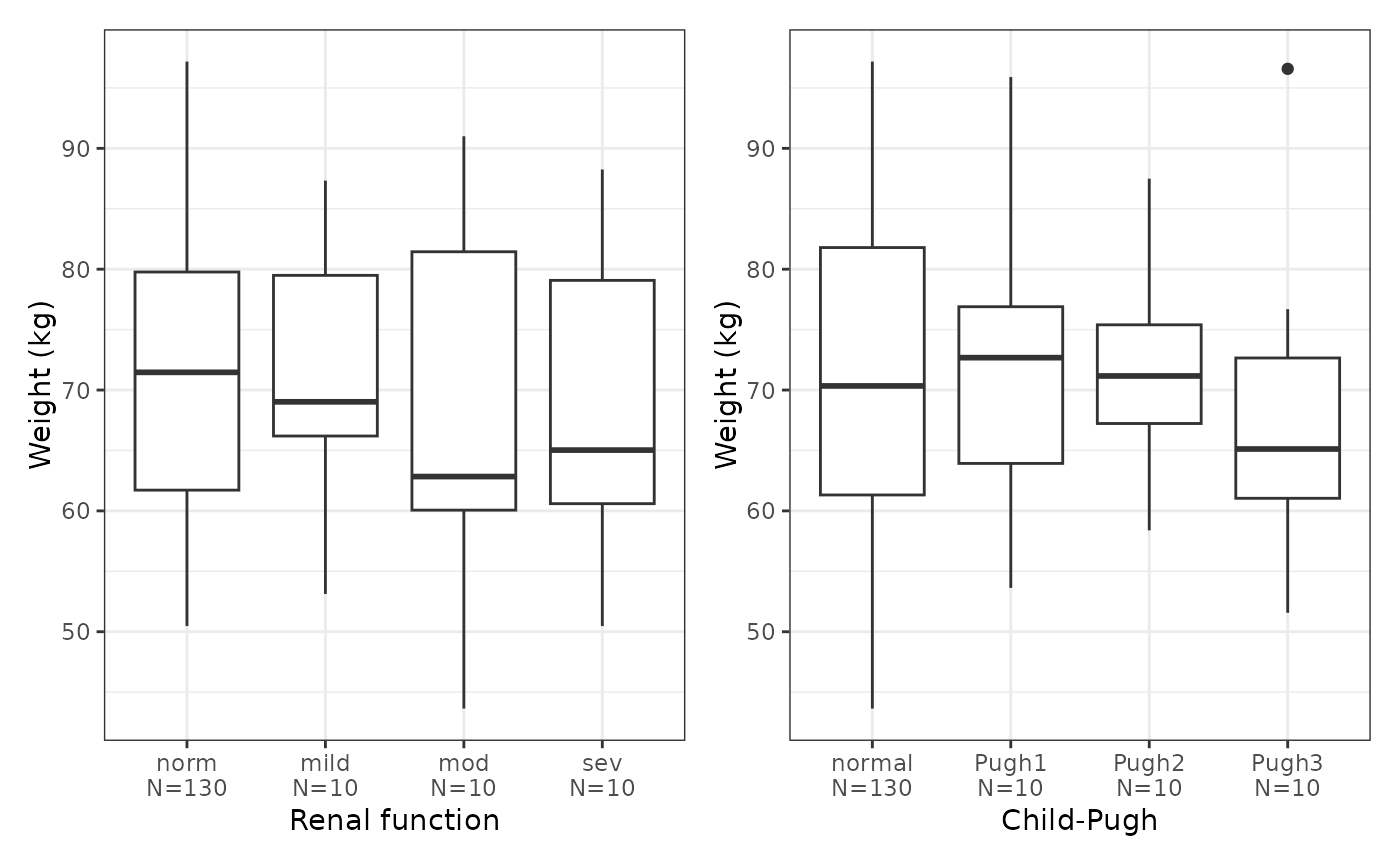 Weight (kg)
90
80
70
60
50
norm
N=130
mild
N=10
mod
N=10
sev
N=10
Renal function
Weight (kg)
90
80
70
60
50
normal
N=130
Pugh1
N=10
Pugh2
N=10
Pugh3
N=10
Child-Pugh